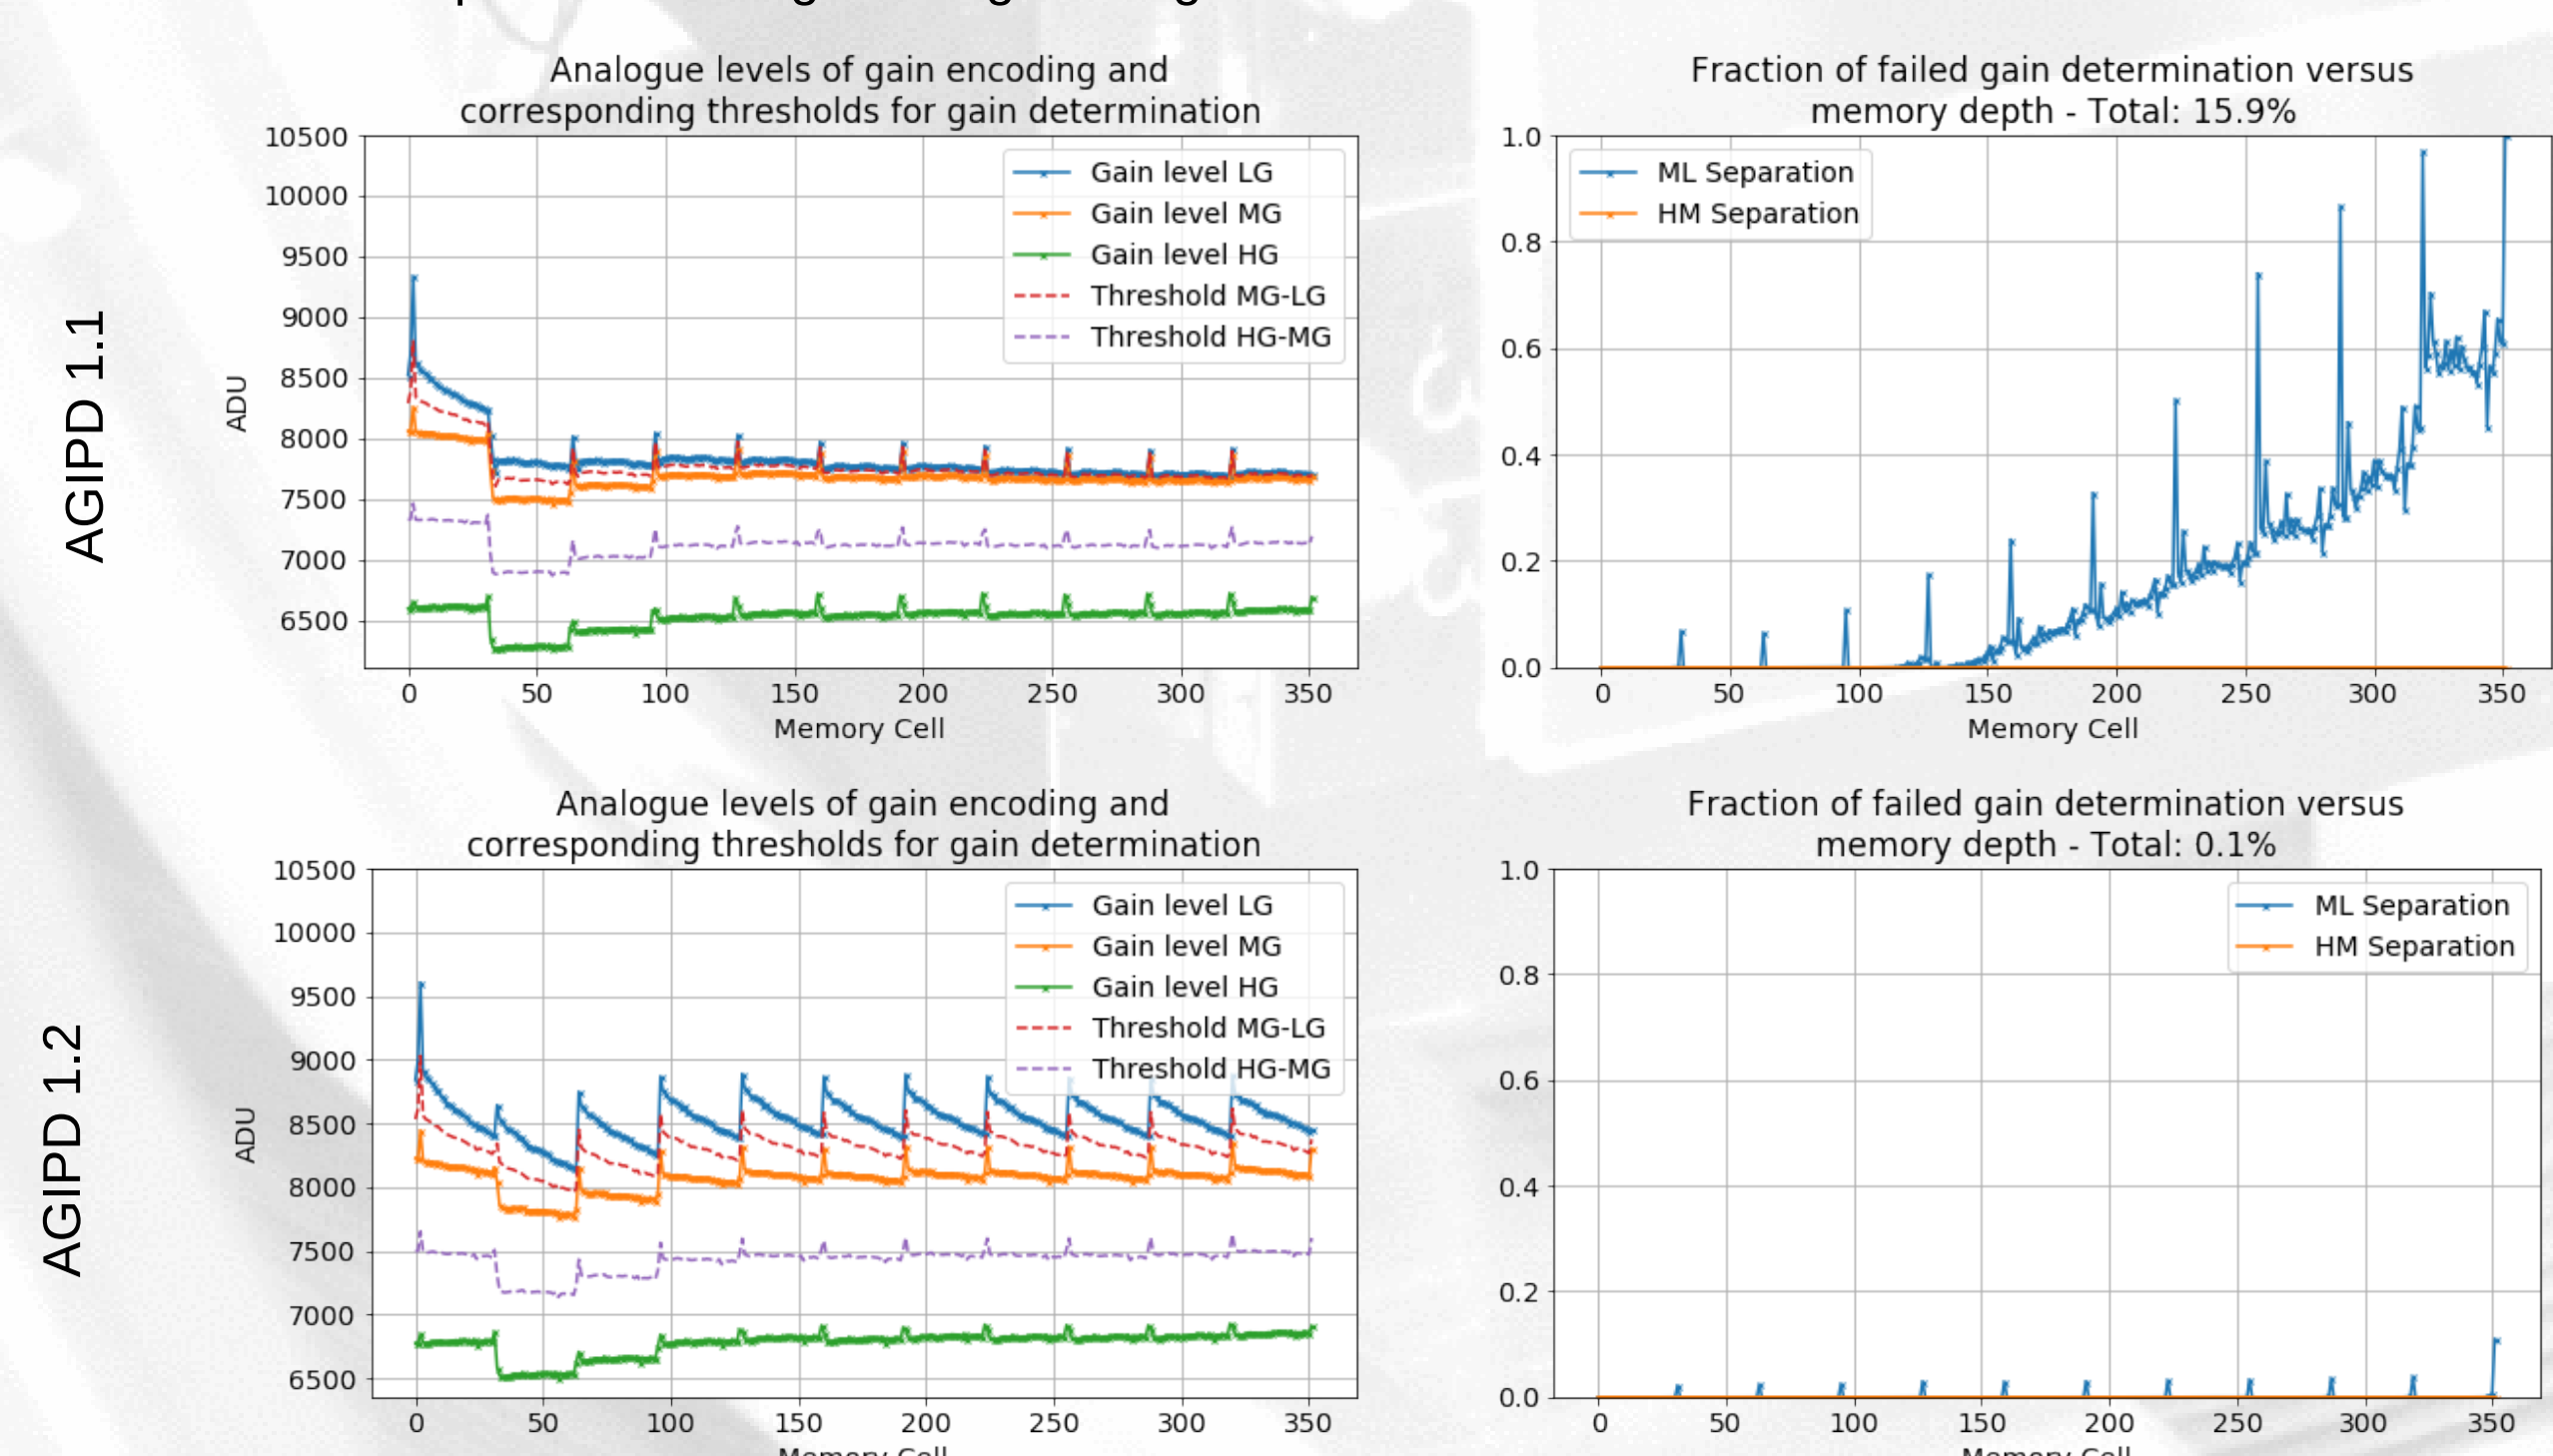 AGIPD 1.1
Analogue levels of gain encoding and
corresponding thresholds for gain determination
10500
10000
9500
9000
8500
8000
7500
7000
6500
ADU
Gain level LG
Gain level MG
Gain level HG
Threshold MG-LG
Threshold HG-MG
0 50 100 150 200 250 300 350
Memory Cell
Fraction of failed gain determination versus
memory depth - Total: 15.9%
1.0
0.8
0.6
0.4
0.2
0.0
ML Separation
HM Separation
0 50 100 150 200 250 300 350
Memory Cell
AGIPD 1.2
Analogue levels of gain encoding and
corresponding thresholds for gain determination
10500
10000
9500
9000
8500
8000
7500
7000
6500
ADU
Gain level LG
Gain level MG
Gain level HG
Threshold MG-LG
Threshold HG-MG
0 50 100 150 200 250 300 350
Memory Cell
Fraction of failed gain determination versus
memory depth - Total: 0.1%
1.0
0.8
0.6
0.4
0.2
0.0
ML Separation
HM Separation
0 50 100 150 200 250 300 350
Memory Cell